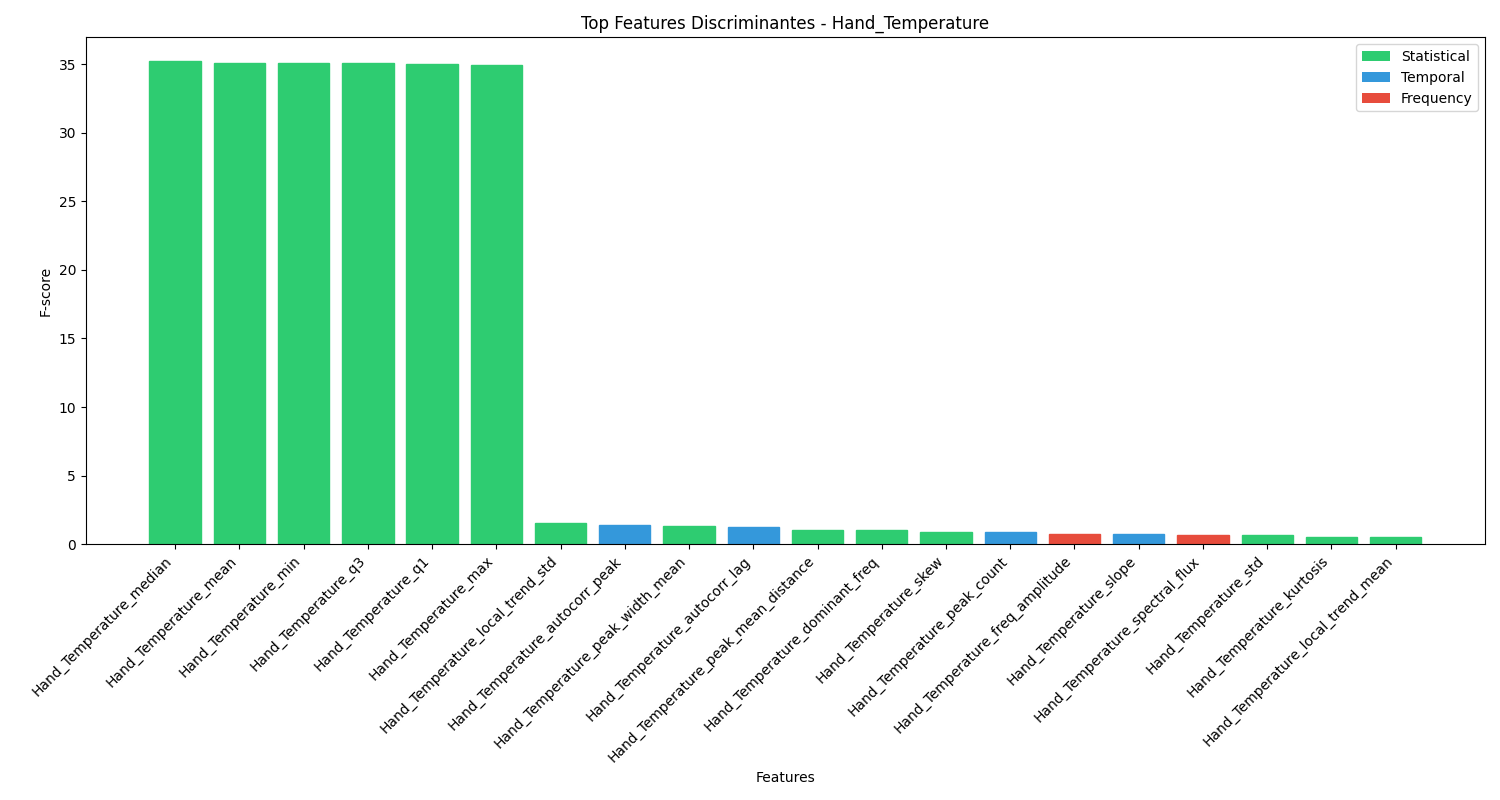 Top Features Discriminantes - Hand_Temperature
Statistical
Temporal
Frequency
F-score
35
30
25
20
15
10
5
0
Hand_Temperature_median
Hand_Temperature_mean
Hand_Temperature_min
Hand_Temperature_q3
Hand_Temperature_q1
Hand_Temperature_max
Hand_Temperature_local_trend_std
Hand_Temperature_autocorr_peak
Hand_Temperature_peak_width_mean
Hand_Temperature_autocorr_lag
Hand_Temperature_peak_mean_distance
Hand_Temperature_dominant_freq
Hand_Temperature_skew
Hand_Temperature_peak_count
Hand_Temperature_freq_amplitude
Hand_Temperature_slope
Hand_Temperature_spectral_flux
Hand_Temperature_std
Hand_Temperature_kurtosis
Hand_Temperature_local_trend_mean
Features